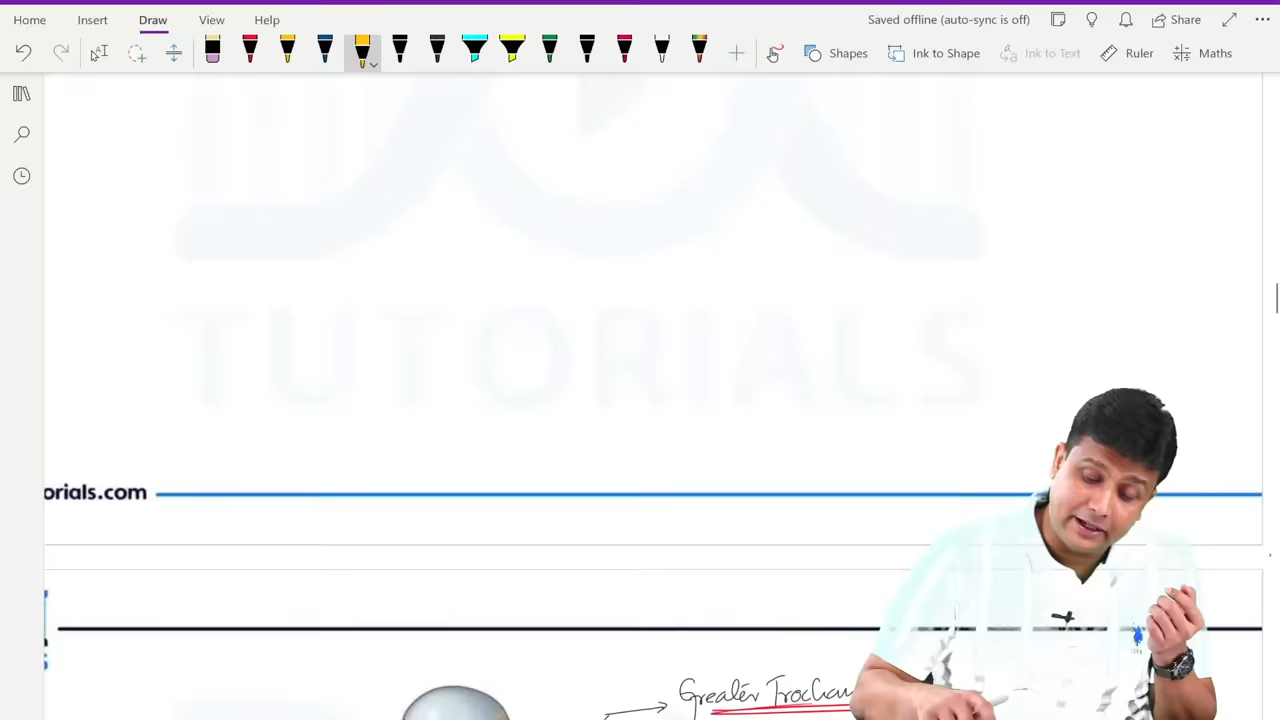 Home Insert Draw View Help
Saved offline (auto-sync is off) Share
Shapes Ink to Shape Ink to Text Ruler Maths
TUTORIALS
orials.com
Greater Trochan